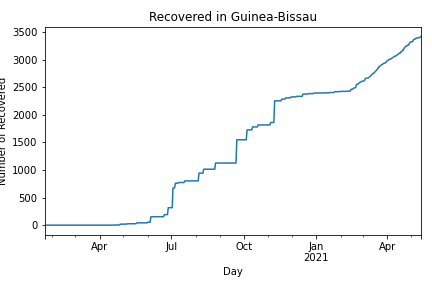 Recovered in Guinea-Bissau
Number of Recovered
3500
3000
2500
2000
1500
1000
500
0
Apr Jul Oct Jan Apr
2021
Day